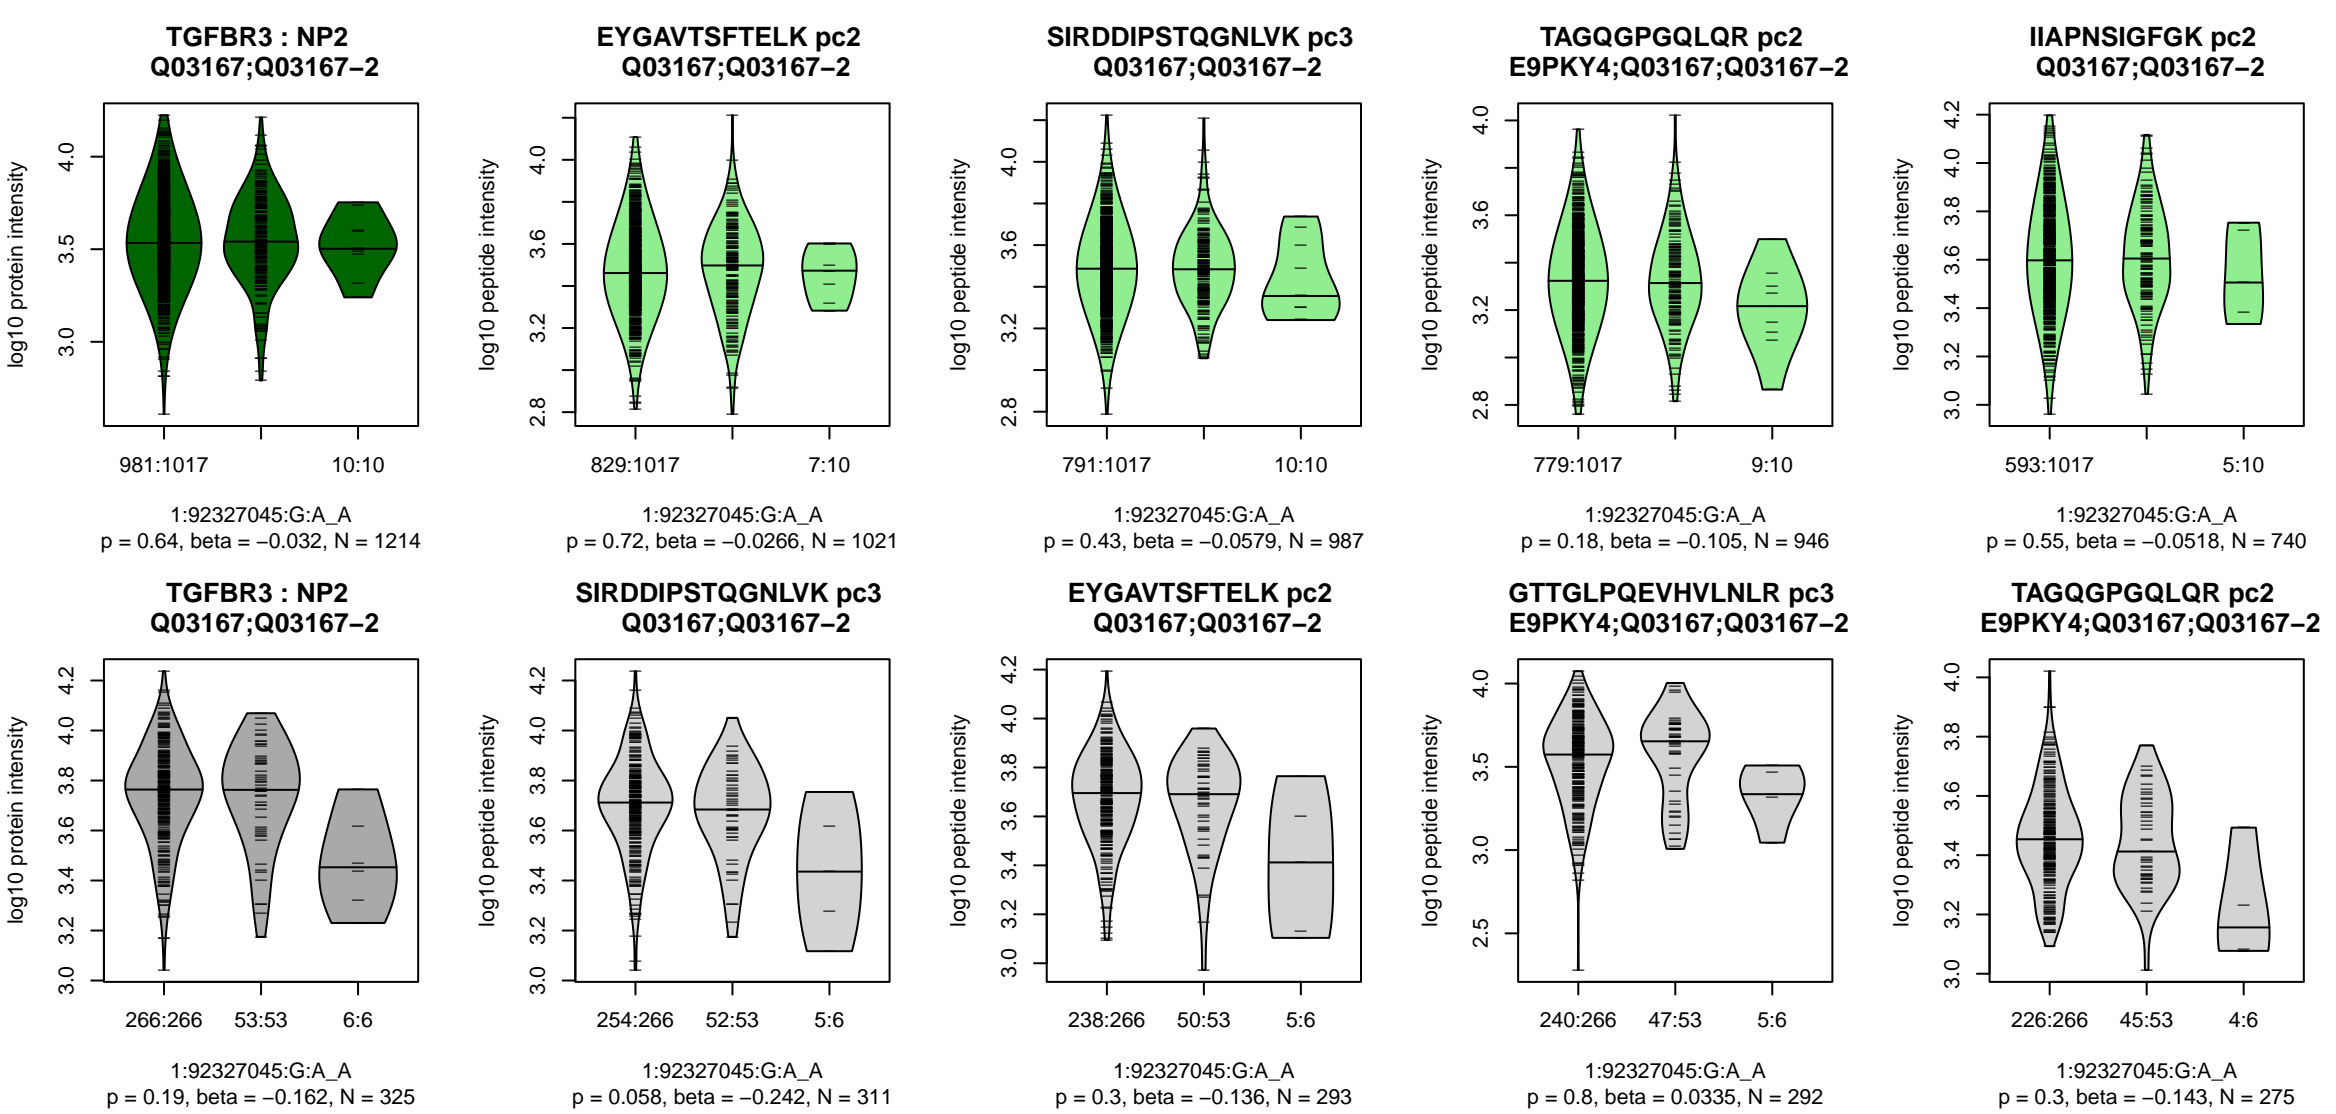 TGFBR3 : NP2
Q03167;Q03167−2
log10 protein intensity
4.0
3.5
3.0
981:1017
10:10
1:92327045:G:A_A
p = 0.64, beta = −0.032, N = 1214
EYGAVTSFTELK pc2
Q03167;Q03167−2
log10 peptide intensity
4.0
3.6
3.2
2.8
829:1017
7:10
1:92327045:G:A_A
p = 0.72, beta = −0.0266, N = 1021
SIRDDIPSTQGNLVK pc3
Q03167;Q03167−2
log10 peptide intensity
4.0
3.6
3.2
2.8
791:1017
10:10
1:92327045:G:A_A
p = 0.43, beta = −0.0579, N = 987
TAGQGPGQLQR pc2
E9PKY4;Q03167;Q03167−2
log10 peptide intensity
4.0
3.6
3.2
2.8
779:1017
9:10
1:92327045:G:A_A
p = 0.18, beta = −0.105, N = 946
IIAPNSIGFGK pc2
Q03167;Q03167−2
log10 peptide intensity
4.2
4.0
3.8
3.6
3.4
3.2
3.0
593:1017
5:10
1:92327045:G:A_A
p = 0.55, beta = −0.0518, N = 740
TGFBR3 : NP2
Q03167;Q03167−2
log10 protein intensity
4.2
4.0
3.8
3.6
3.4
3.2
3.0
266:266
53:53
6:6
1:92327045:G:A_A
p = 0.19, beta = −0.162, N = 325
SIRDDIPSTQGNLVK pc3
Q03167;Q03167−2
log10 peptide intensity
4.2
4.0
3.8
3.6
3.4
3.2
3.0
254:266
52:53
5:6
1:92327045:G:A_A
p = 0.058, beta = −0.242, N = 311
EYGAVTSFTELK pc2
Q03167;Q03167−2
log10 peptide intensity
4.2
4.0
3.8
3.6
3.4
3.2
3.0
238:266
50:53
5:6
1:92327045:G:A_A
p = 0.3, beta = −0.136, N = 293
GTTGLPQEVHVLNLR pc3
E9PKY4;Q03167;Q03167−2
log10 peptide intensity
4.0
3.5
3.0
2.5
240:266
47:53
5:6
1:92327045:G:A_A
p = 0.8, beta = 0.0335, N = 292
TAGQGPGQLQR pc2
E9PKY4;Q03167;Q03167−2
log10 peptide intensity
4.0
3.8
3.6
3.4
3.2
3.0
226:266
45:53
4:6
1:92327045:G:A_A
p = 0.3, beta = −0.143, N = 275